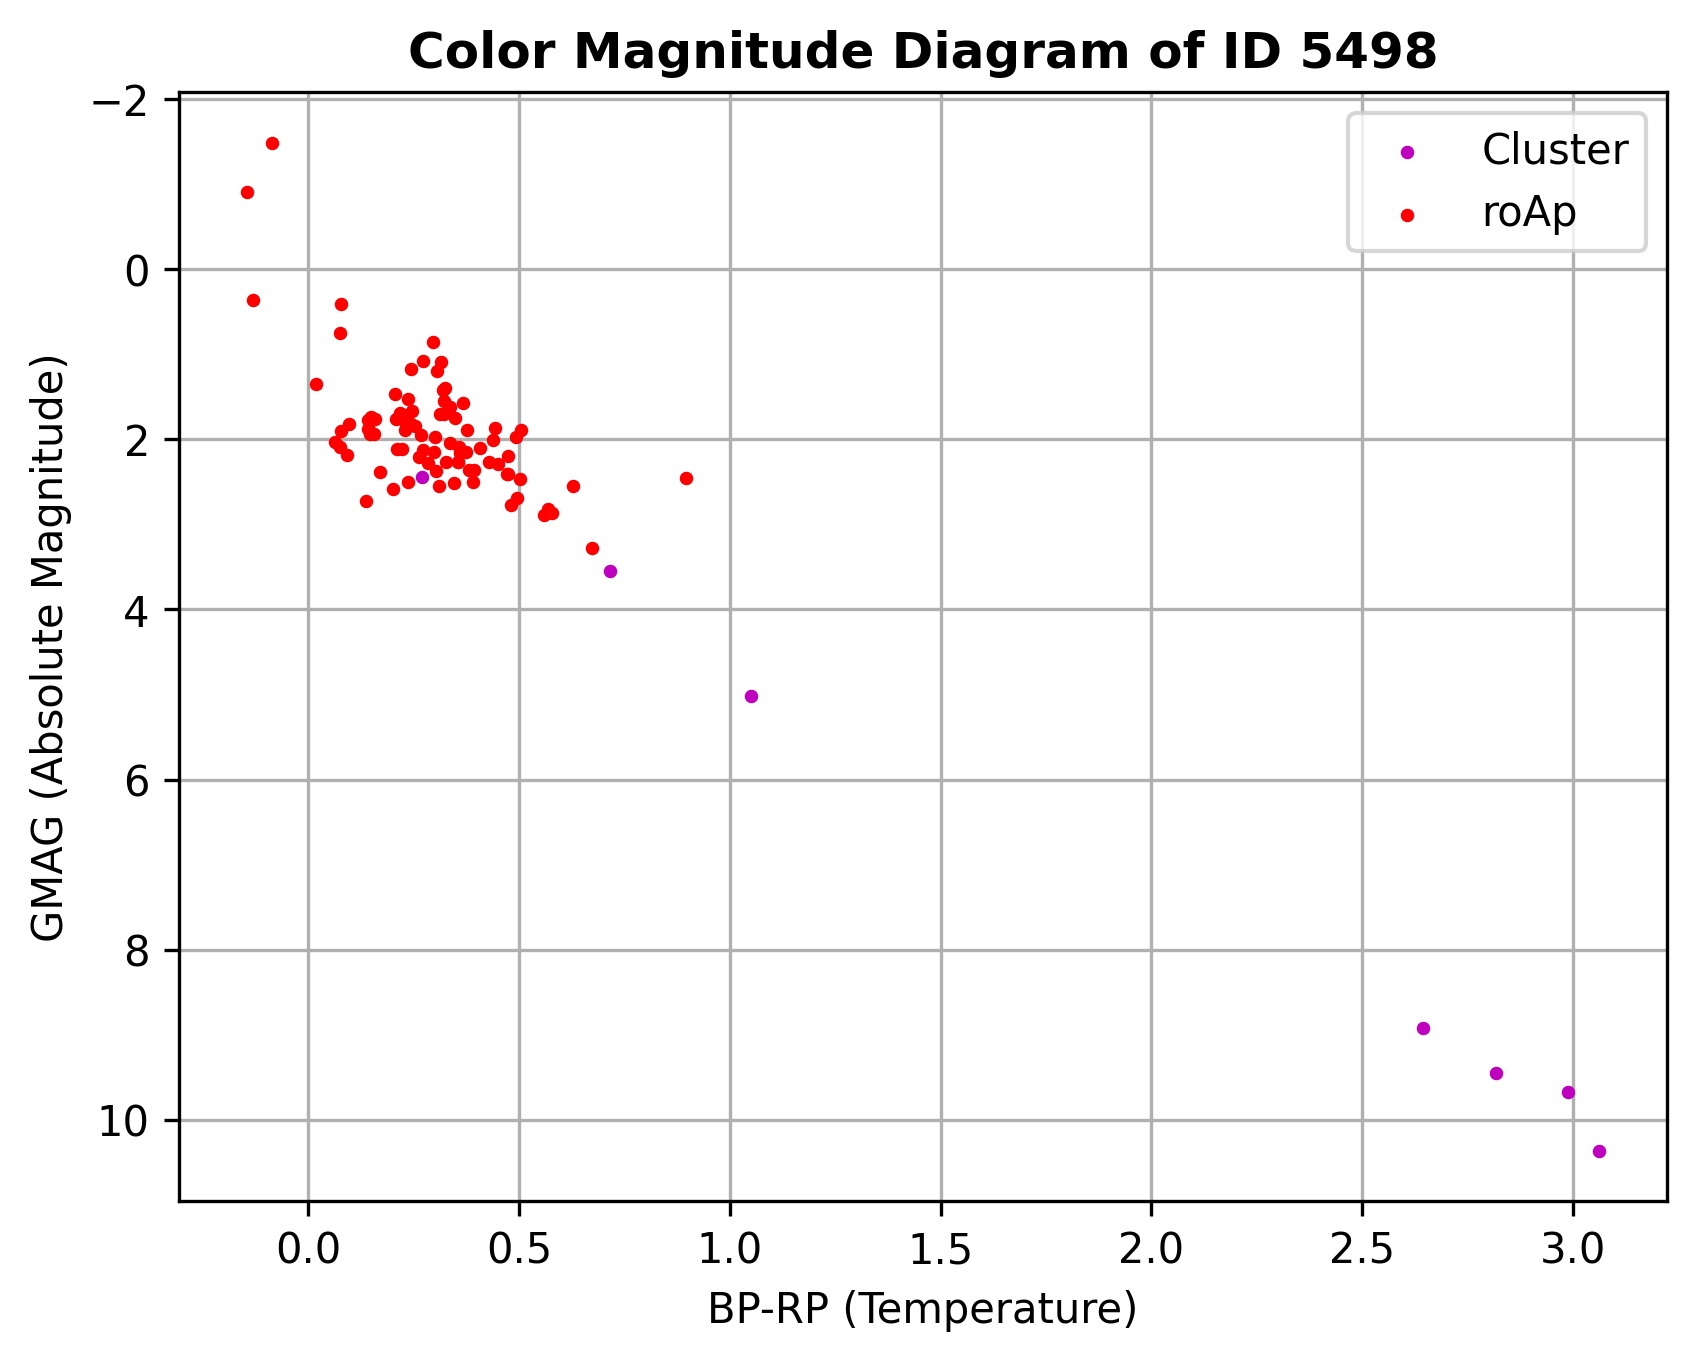 Color Magnitude Diagram of ID 5498
Cluster
roAp
−2
0
2
4
6
8
10
GMAG (Absolute Magnitude)
0.0 0.5 1.0 1.5 2.0 2.5 3.0
BP-RP (Temperature)